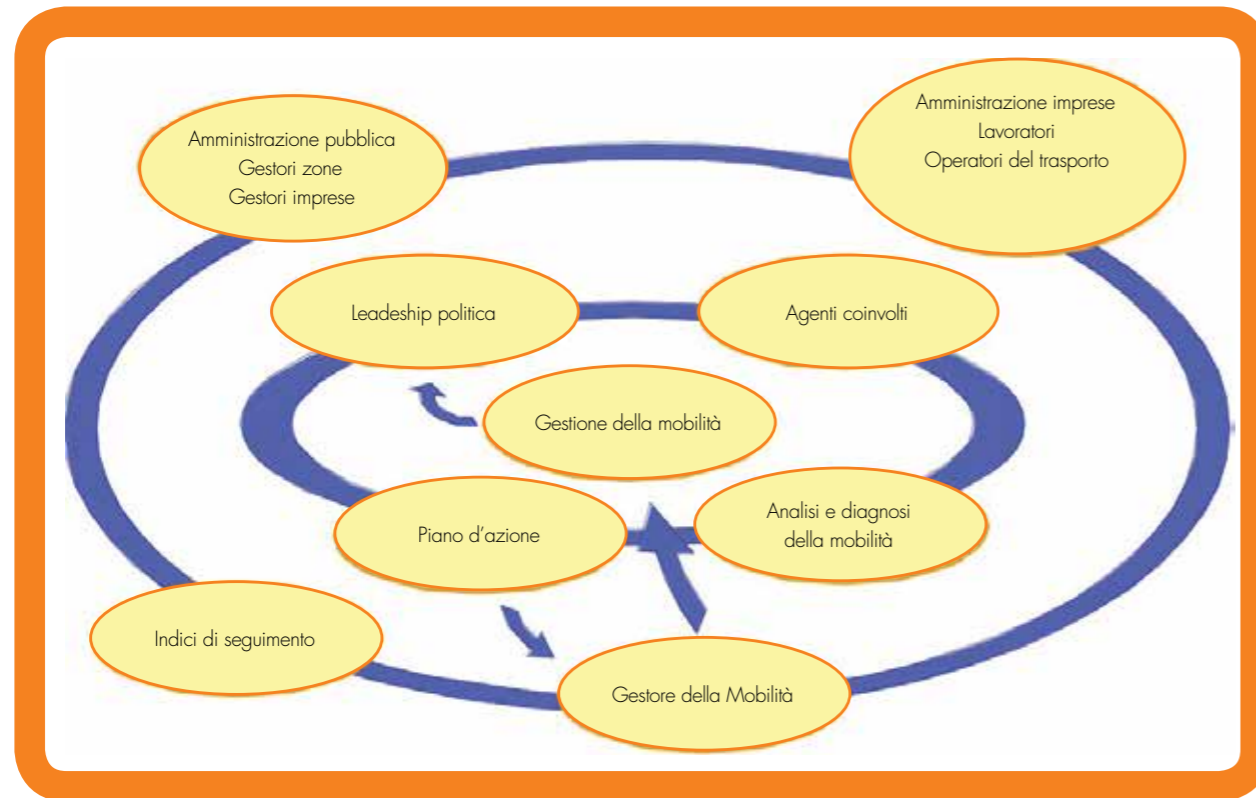 Amministrazione pubblica
Gestori zone
Gestori imprese
Amministrazione imprese
Lavoratori
Operatori del trasporto
Leadeship politica
Agenti coinvolti
Gestione della mobilità
Piano d'azione
Analisi e diagnosi
della mobilità
Indici di seguimento
Gestore della Mobilità